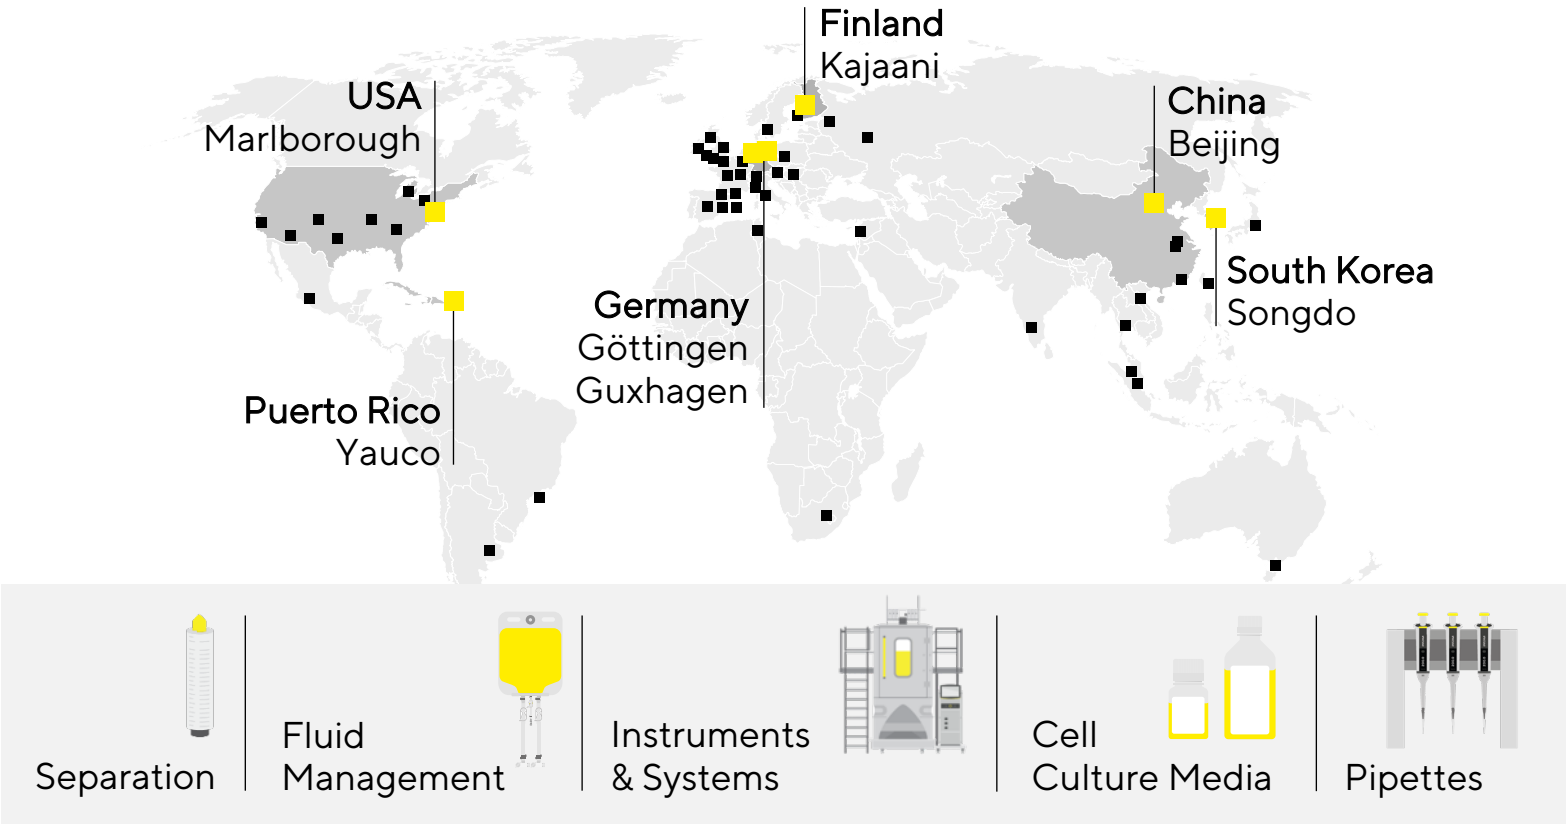 Finland
Kajaani
USA
Marlborough
China
Beijing
South Korea
Songdo
Germany
Göttingen
Guxhagen
Puerto Rico
Yauco
Separation
Fluid
Management
Instruments
& Systems
Cell
Culture Media
Pipettes